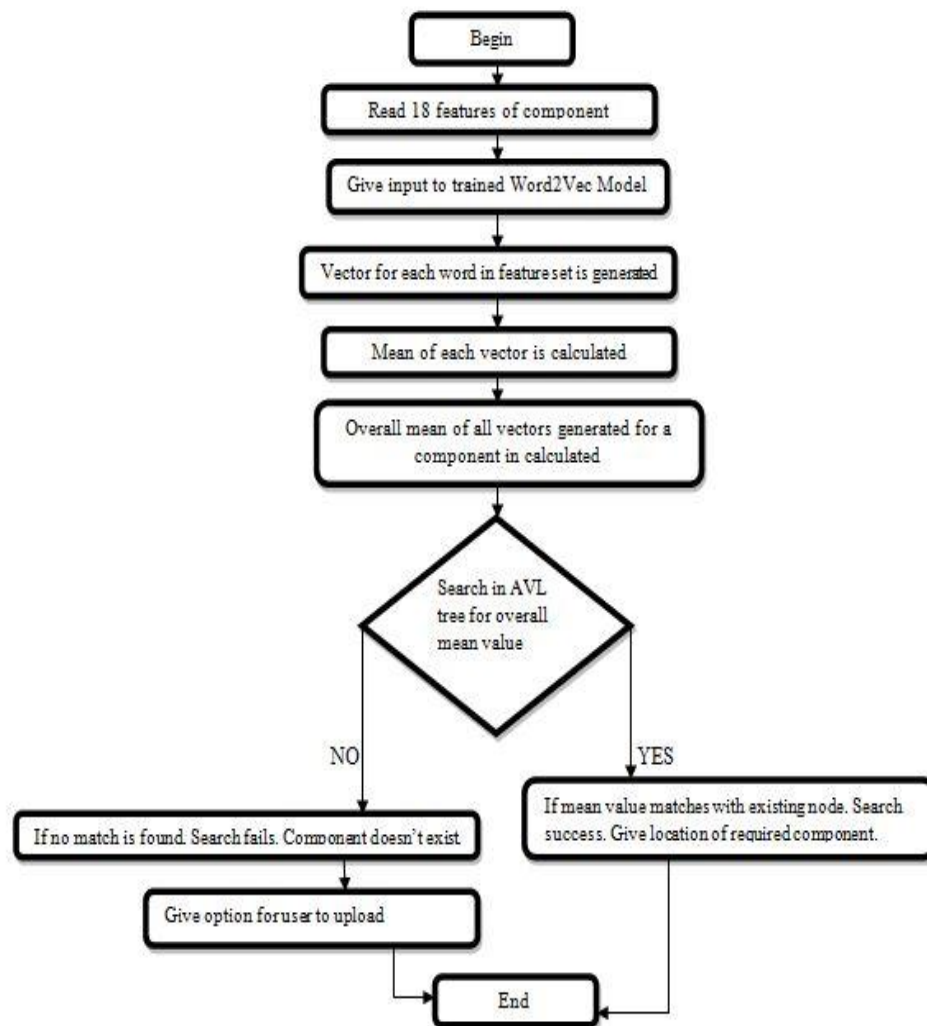 Begin
Read 18 features of component
Give input to trained Word2Vec Model
Vector for each word in feature set is generated
Mean of each vector is calculated
Overall mean of all vectors generated for a
component in calculated
Search in AVL
tree for overall
mean value
NO
YES
If no match is found. Search fails. Component doesn't exist
If mean value matches with existing node. Search
success. Give location of required component.
Give option for user to upload
End